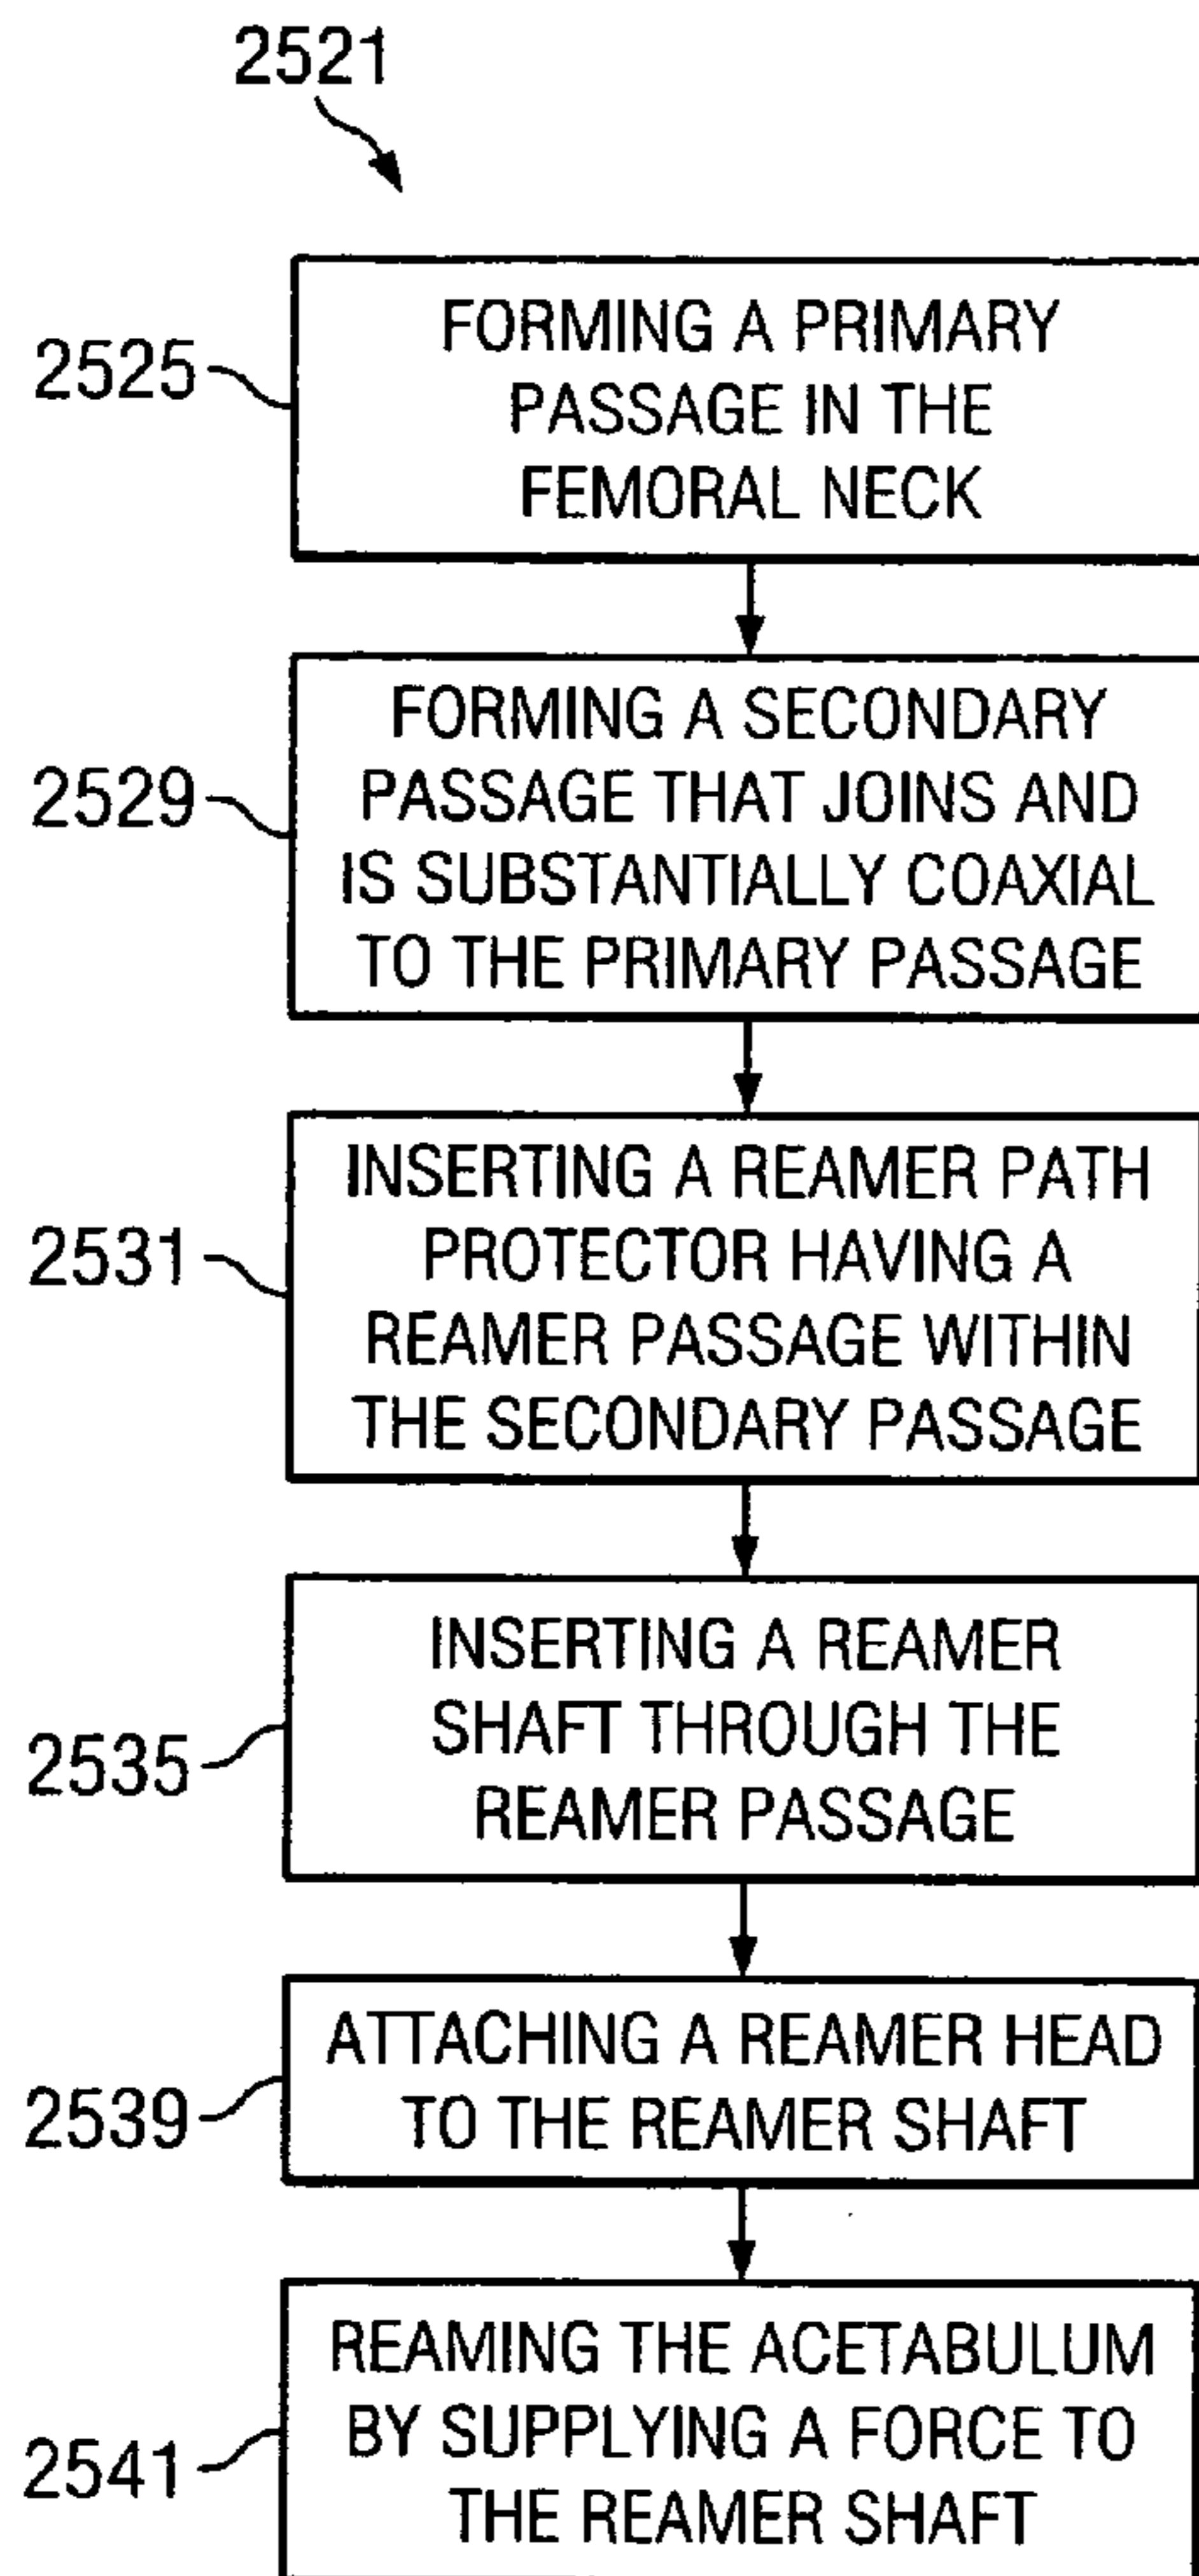 2521
2525
FORMING A PRIMARY
PASSAGE IN THE
FEMORAL NECK
2529
FORMING A SECONDARY
PASSAGE THAT JOINS AND
IS SUBSTANTIALLY COAXIAL
TO THE PRIMARY PASSAGE
2531
INSERTING A REAMER PATH
PROTECTOR HAVING A
REAMER PASSAGE WITHIN
THE SECONDARY PASSAGE
2535
INSERTING A REAMER
SHAFT THROUGH THE
REAMER PASSAGE
2539
ATTACHING A REAMER HEAD
TO THE REAMER SHAFT
2541
REAMING THE ACETABULUM
BY SUPPLYING A FORCE TO
THE REAMER SHAFT